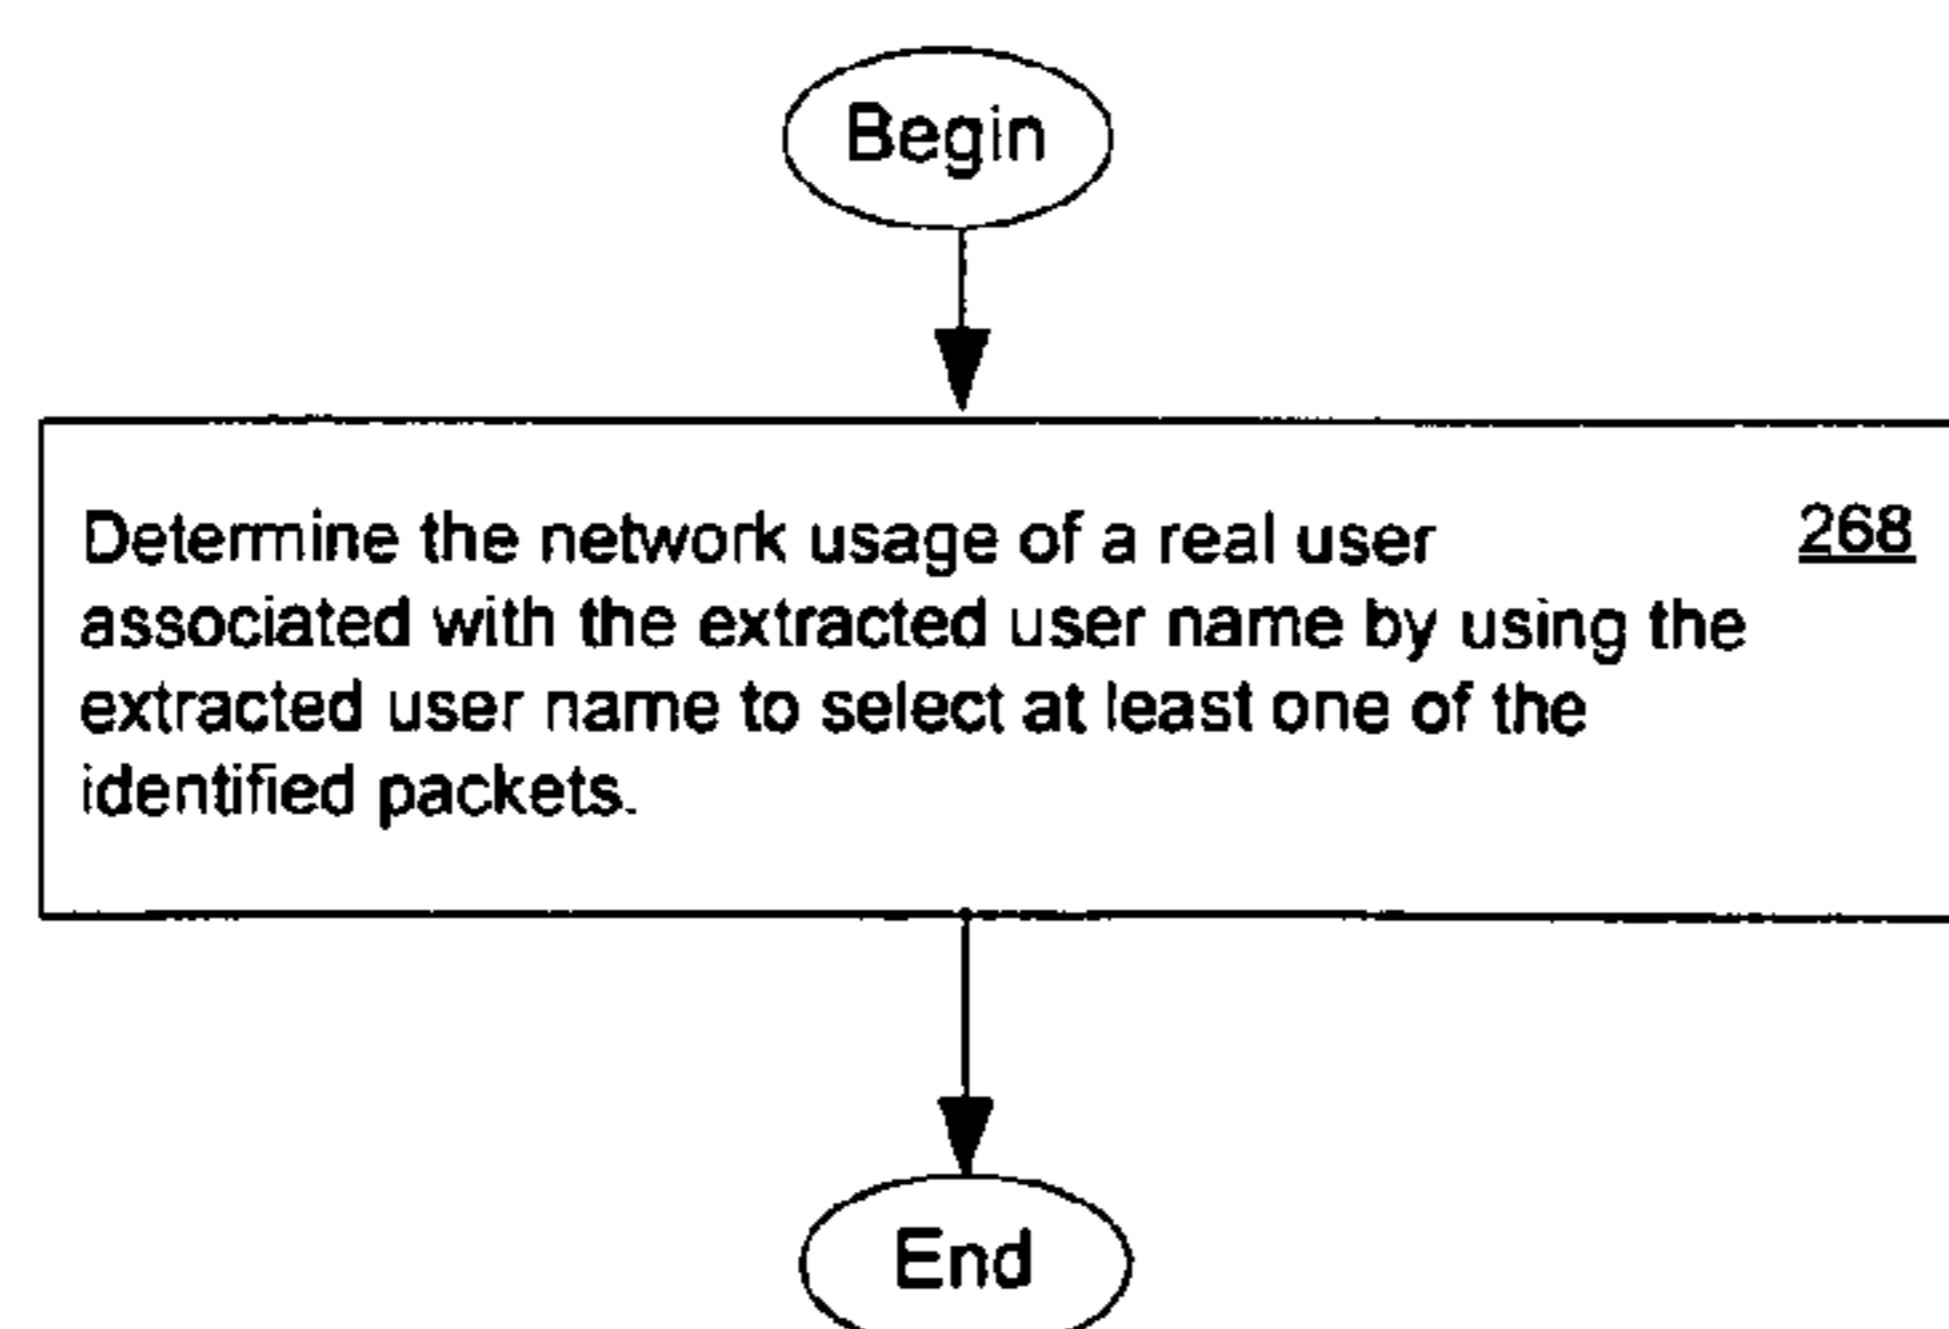 Begin
Determine the network usage of a real user 268
associated with the extracted user name by using the
extracted user name to select at least one of the
identified packets.
End